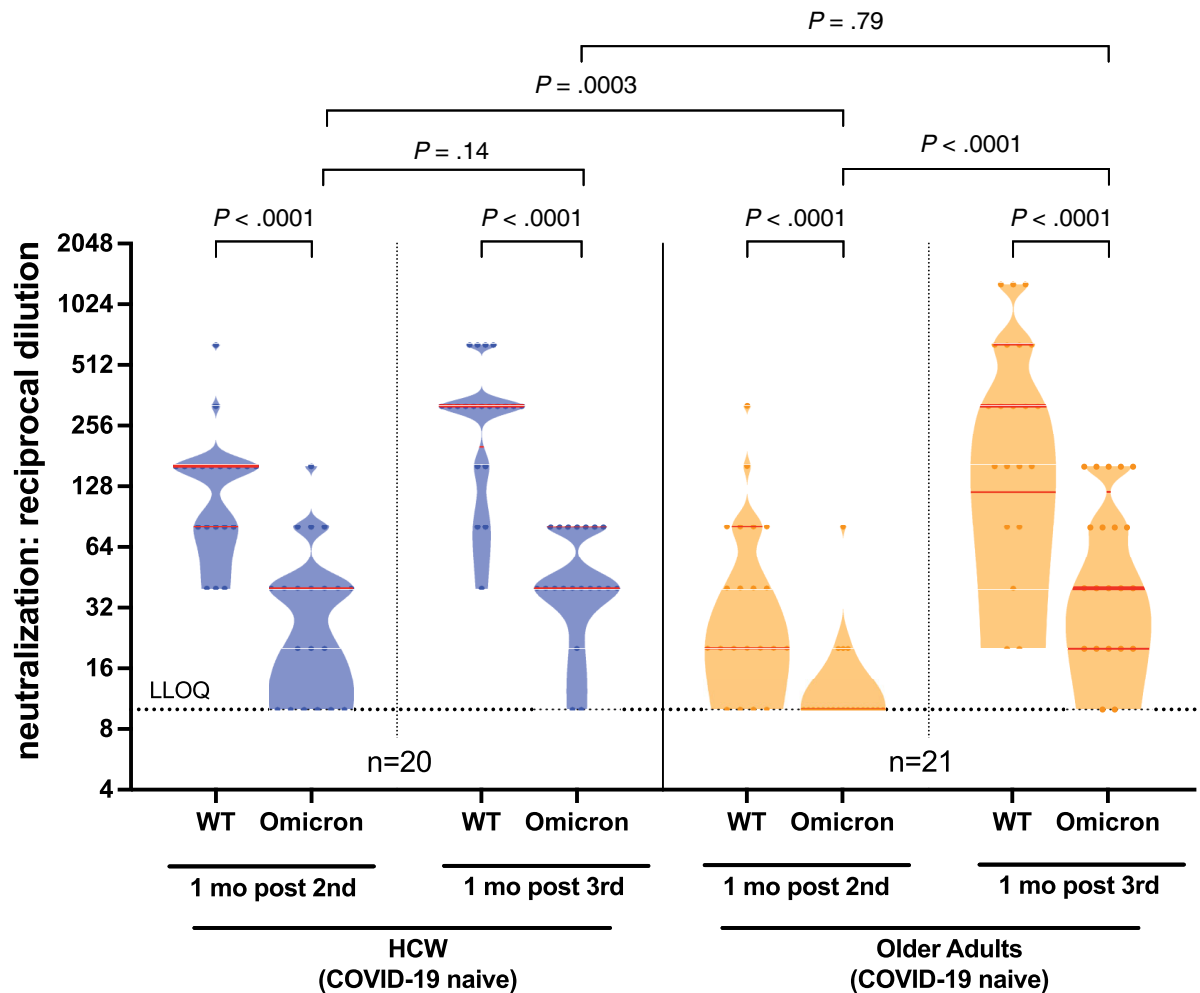 P = .79
P = .0003
P = .14
P < .0001
P < .0001
P < .0001
P < .0001
P < .0001
neutralization: reciprocal dilution
2048
1024
512
256
128
64
32
16
8
4
LLOQ
n=20
n=21
WT Omicron WT Omicron WT Omicron WT Omicron
1 mo post 2nd 1 mo post 3rd 1 mo post 2nd 1 mo post 3rd
HCW
(COVID-19 naive)
Older Adults
(COVID-19 naive)